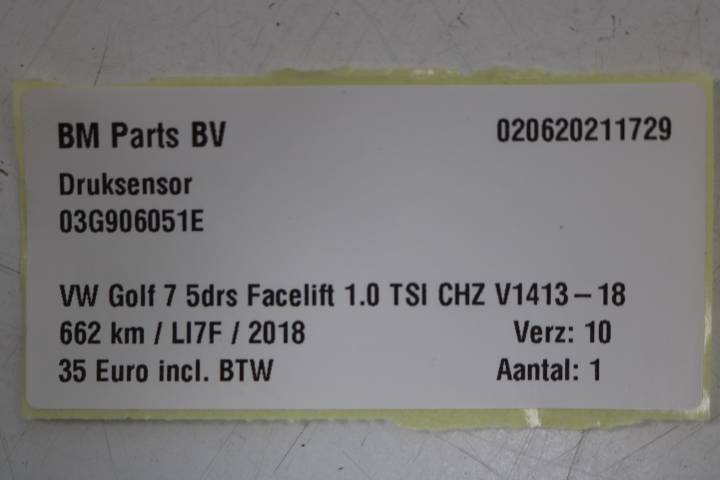 BM Parts BV 020620211729
Druksensor
03G906051E
VW Golf 7 5drs Facelift 1.0 TSI CHZ V1413-18
662 km / LI7F / 2018 Verz: 10
35 Euro incl. BTW Aantal: 1